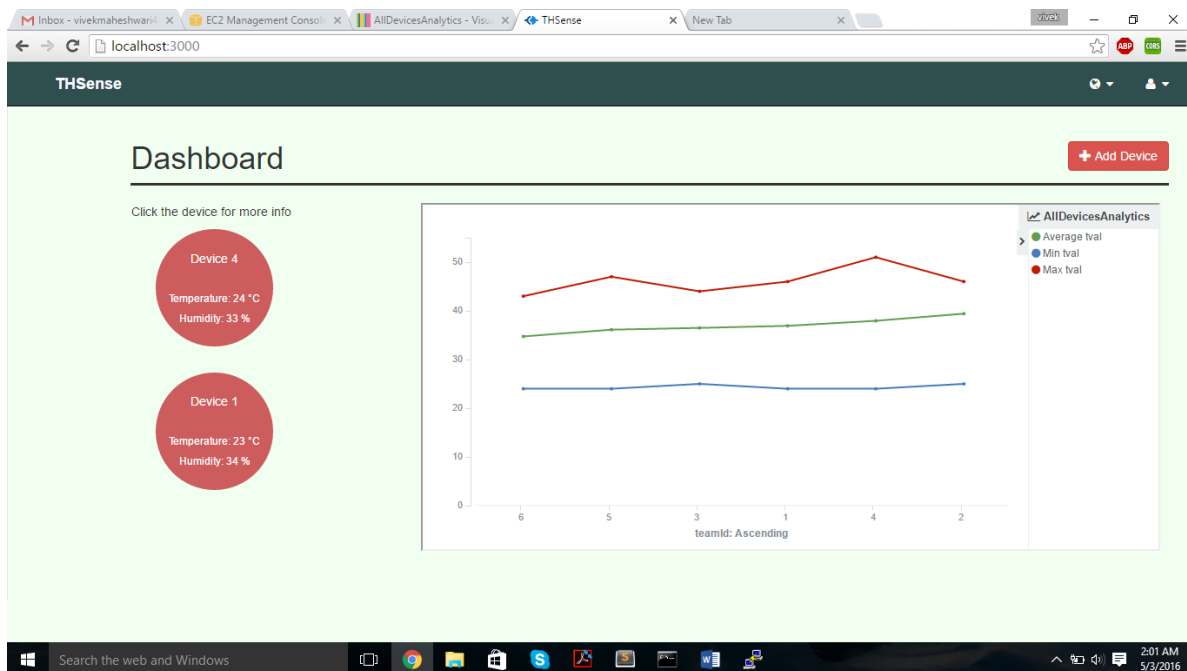 Inbox - vivekmaheshwari4
EC2 Management Consol
AllDevicesAnalytics - Visu
THSense
New Tab
vivek
localhost:3000
ABP
CORS
THSense
Dashboard
Add Device
Click the device for more info
Device 4
Temperature: 24 °C
Humidity: 33 %
Device 1
Temperature: 23 °C
Humidity: 34 %
50
40
30
20
10
0
6 5 3 1 4 2
teamId: Ascending
AllDevicesAnalytics
Average tval
Min tval
Max tval
Search the web and Windows
2:01 AM
5/3/2016